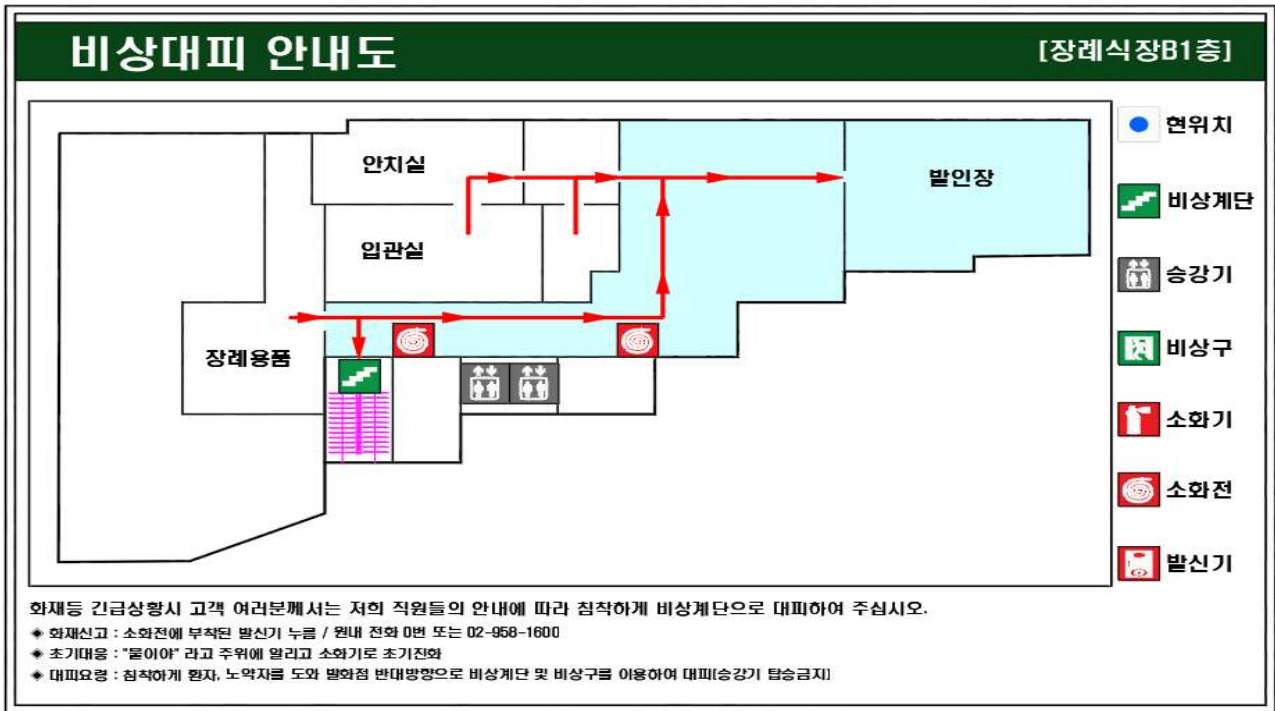 비상대피 안내도
[장례식장B1층]
현위치
안치실
발인장
비상계단
입관실
승강기
비상구
장례용품
소화기
소화전
발신기
화재등 긴급상황시 고객 여러분께서는 저희 직원들의 안내에 따라 침착하게 비상계단으로 대피하여 주십시오.
◈ 화재신고 : 소화전에 부착된 발신기 누름 / 원내 전화 0번 또는 02-958-1600
◈ 초기대응 : "불이야" 라고 주위에 알리고 소화기로 초기진화
◈ 대피요령 : 침착하게 환자, 노약자를 도와 발화점 반대방향으로 비상계단 및 비상구를 이용하여 대피[승강기 탑승금지]